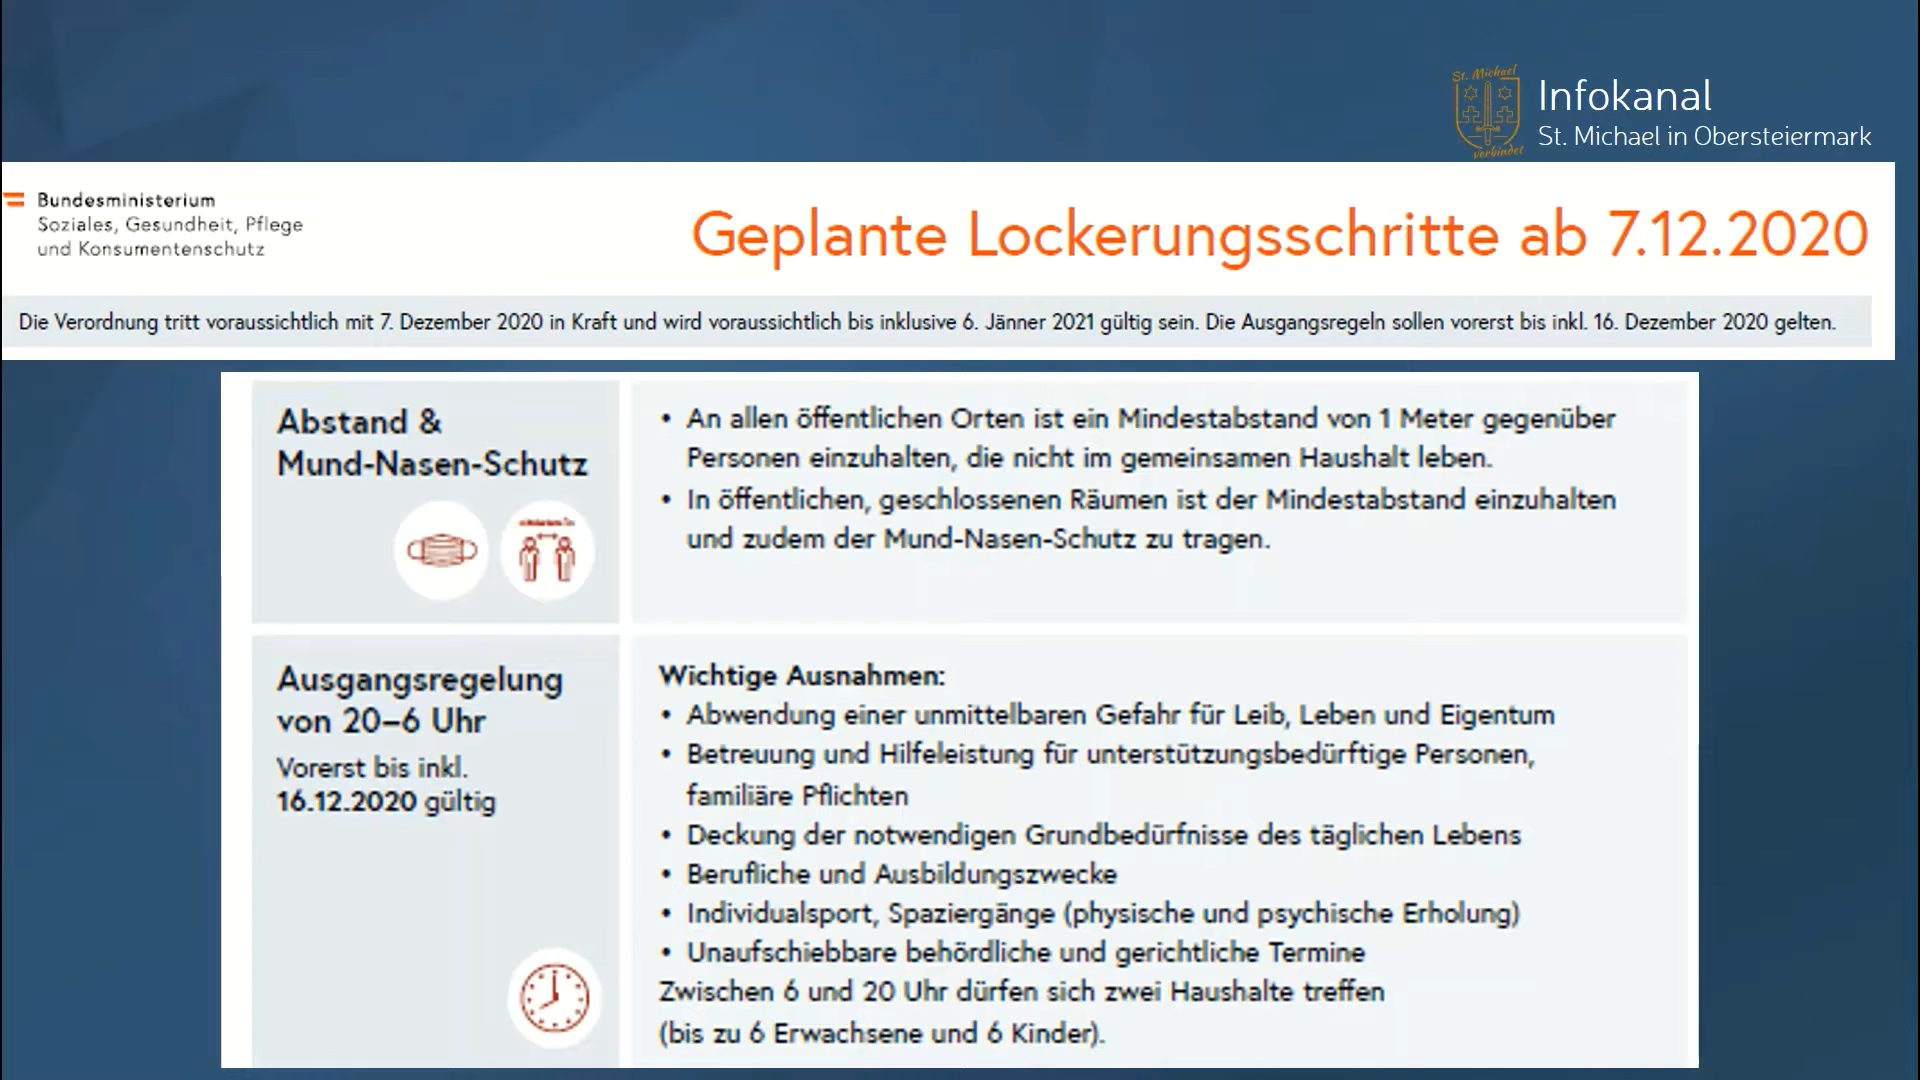 St. Michael
verbindet
Infokanal
St. Michael in Obersteiermark
Bundesministerium
Soziales, Gesundheit, Pflege
und Konsumentenschutz
Geplante Lockerungsschritte ab 7.12.2020
Die Verordnung tritt voraussichtlich mit 7. Dezember 2020 in Kraft und wird voraussichtlich bis inklusive 6. Jänner 2021 gültig sein. Die Ausgangsregeln sollen vorerst bis inkl. 16. Dezember 2020 gelten.
Abstand &
Mund-Nasen-Schutz
• An allen öffentlichen Orten ist ein Mindestabstand von 1 Meter gegenüber
Personen einzuhalten, die nicht im gemeinsamen Haushalt leben.
• In öffentlichen, geschlossenen Räumen ist der Mindestabstand einzuhalten
und zudem der Mund-Nasen-Schutz zu tragen.
Ausgangsregelung
von 20–6 Uhr
Vorerst bis inkl.
16.12.2020 gültig
Wichtige Ausnahmen:
• Abwendung einer unmittelbaren Gefahr für Leib, Leben und Eigentum
• Betreuung und Hilfeleistung für unterstützungsbedürftige Personen,
familiäre Pflichten
• Deckung der notwendigen Grundbedürfnisse des täglichen Lebens
• Berufliche und Ausbildungszwecke
• Individualsport, Spaziergänge (physische und psychische Erholung)
• Unaufschiebbare behördliche und gerichtliche Termine
Zwischen 6 und 20 Uhr dürfen sich zwei Haushalte treffen
(bis zu 6 Erwachsene und 6 Kinder).